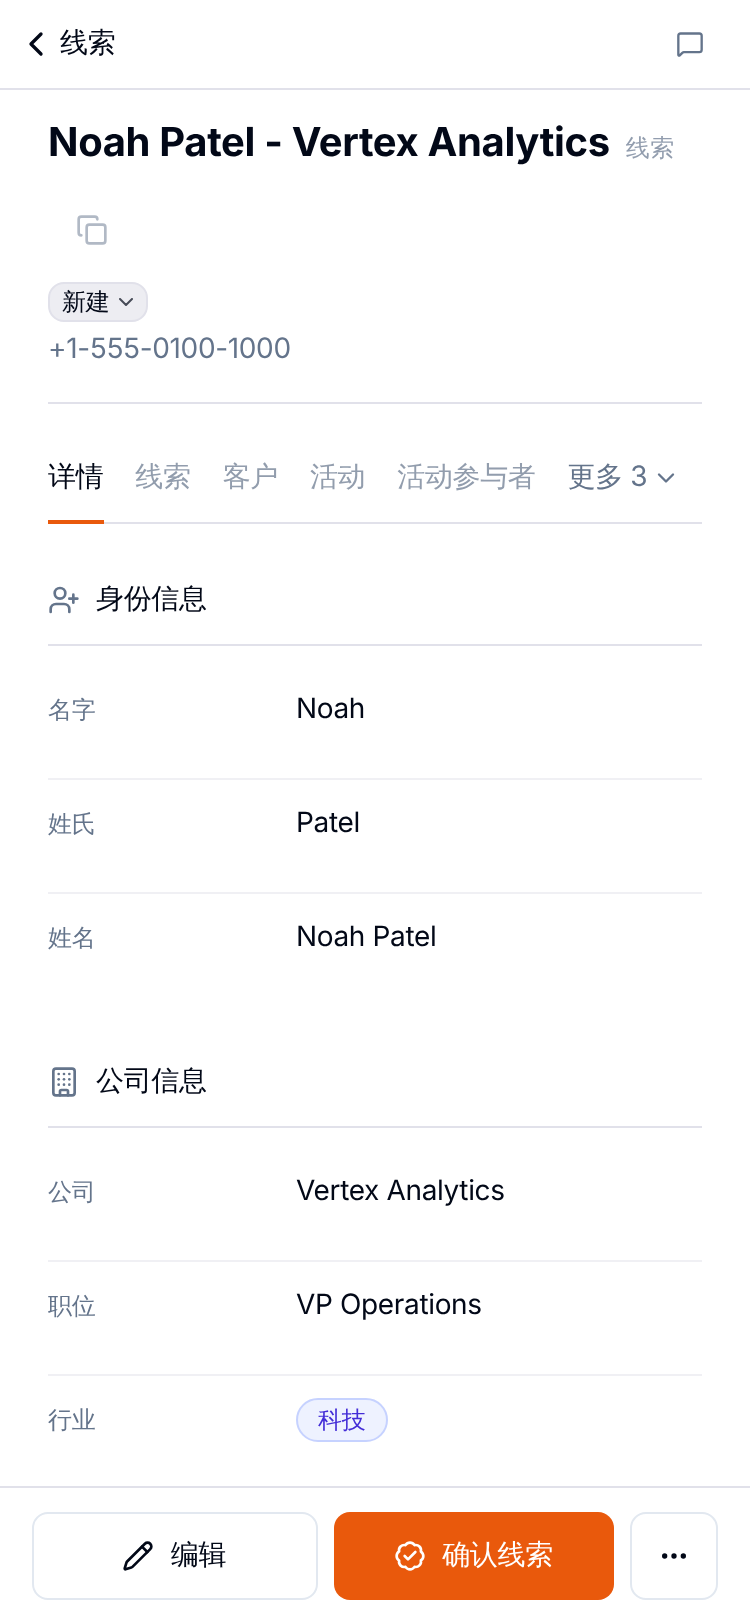 线索
Noah Patel - Vertex Analytics 线索
新建
+1-555-0100-1000
详情 线索 客户 活动 活动参与者 更多 3
身份信息
名字 Noah
姓氏 Patel
姓名 Noah Patel
公司信息
公司 Vertex Analytics
职位 VP Operations
行业 科技
编辑 确认线索